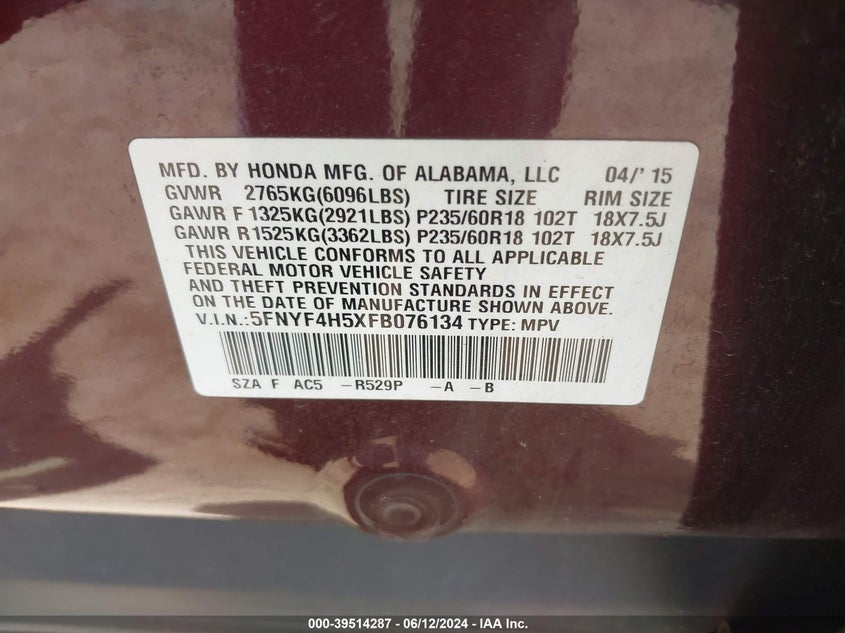 MFD. BY HONDA MFG. OF ALABAMA, LLC 04/'15
GVWR 2765KG(6096LBS) TIRE SIZE RIM SIZE
GAWR F 1325KG(2921LBS) P235/60R18 102T 18X7.5J
GAWR R1525KG(3362LBS) P235/60R18 102T 18X7.5J
THIS VEHICLE CONFORMS TO ALL APPLICABLE
FEDERAL MOTOR VEHICLE SAFETY
AND THEFT PREVENTION STANDARDS IN EFFECT
ON THE DATE OF MANUFACTURE SHOWN ABOVE.
V.I.N.:5FNYF4H5XFB076134 TYPE: MPV
SZA F AC5 -R529P -A -B
000-39514287 - 06/12/2024 - IAA Inc.